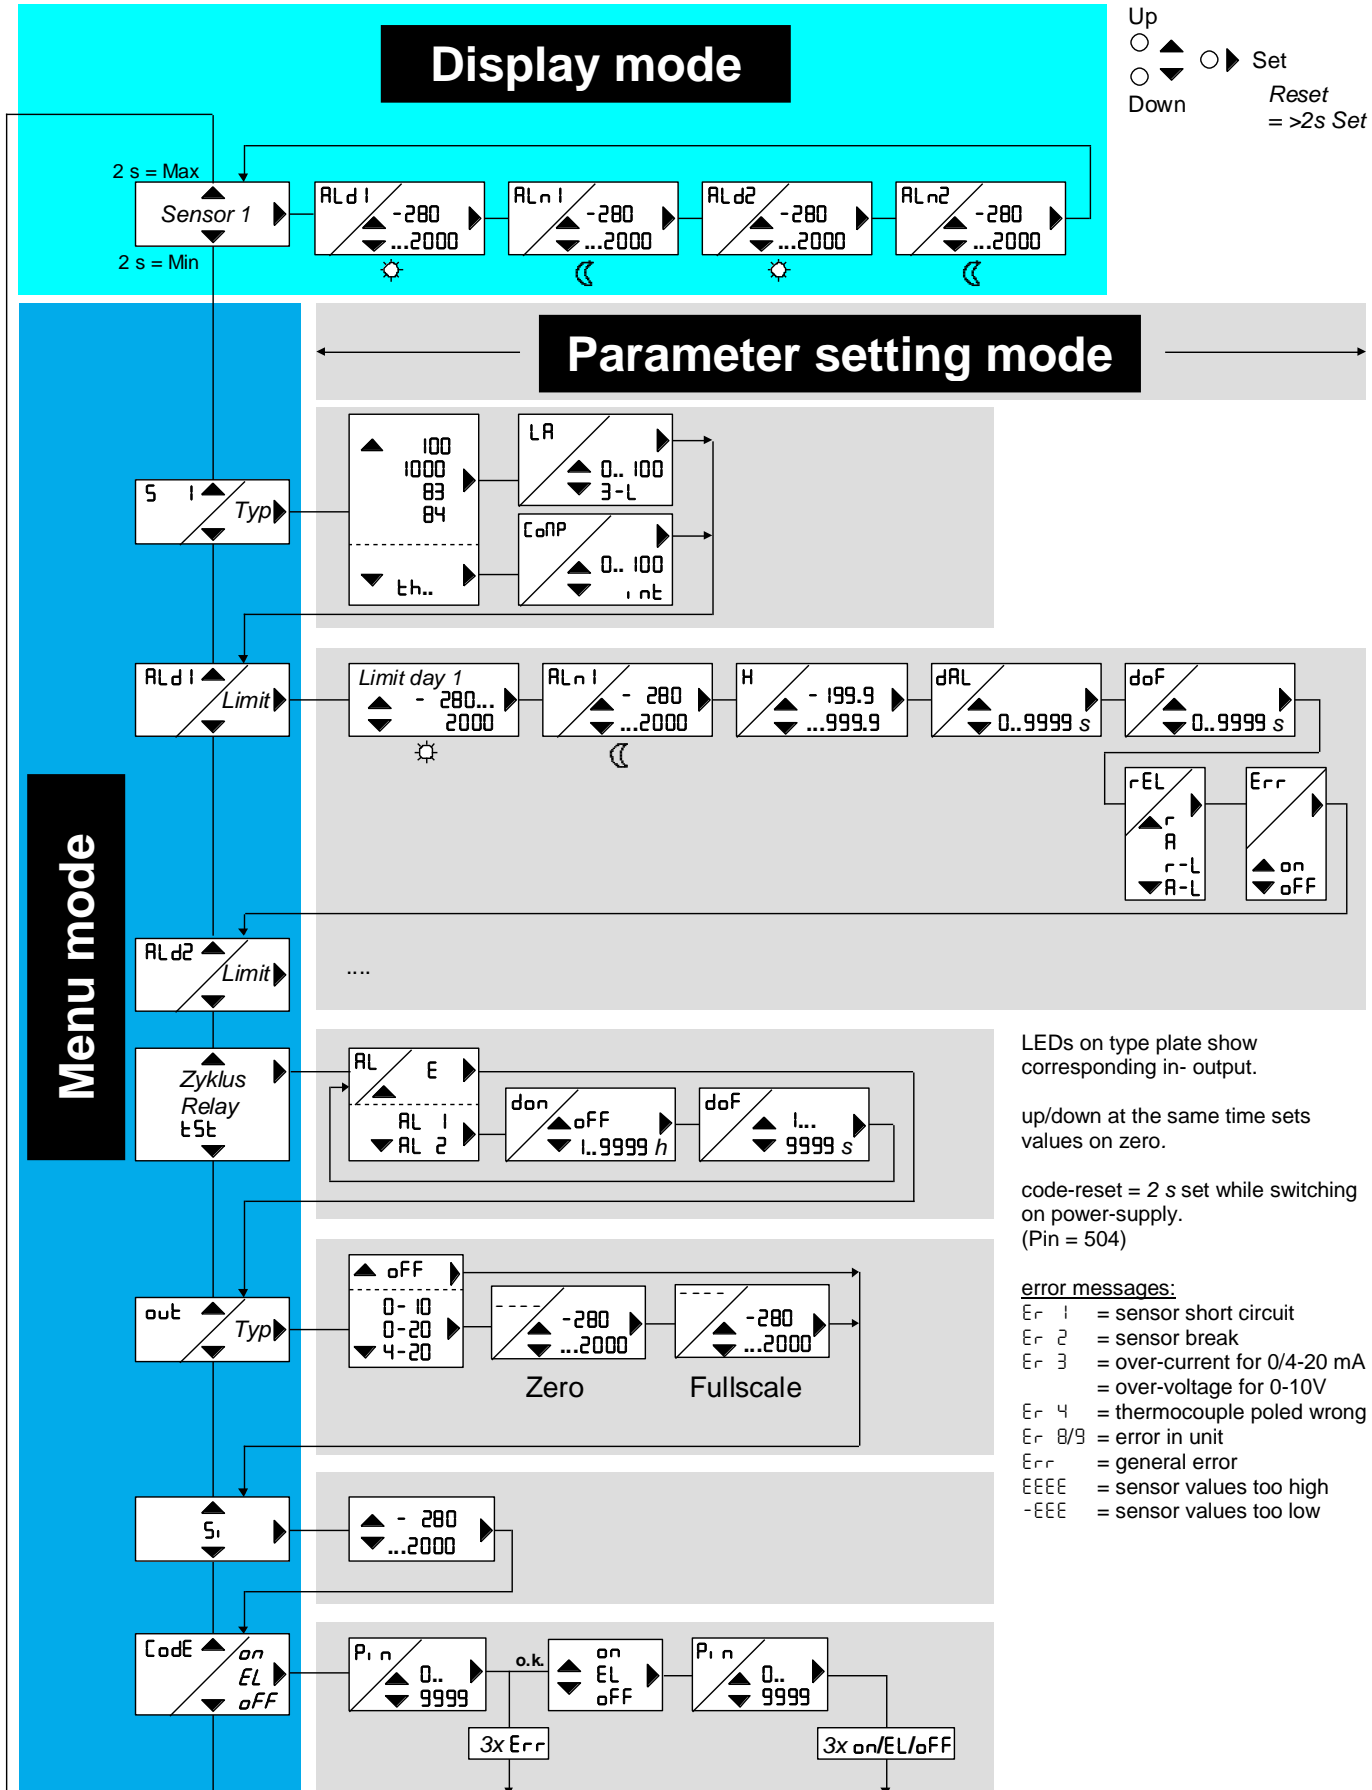 Up
Set
Down
Reset
= >2s Set
Display mode
2 s = Max
Sensor 1
2 s = Min
ALd1
-280
...2000
ALn1
-280
...2000
ALd2
-280
...2000
ALn2
-280
...2000
Parameter setting mode
Menu mode
S 1
Typ
100
1000
83
84
th..
LA
0.. 100
3-L
CoMP
0.. 100
int
ALd1
Limit
Limit day 1
- 280...
2000
ALn1
- 280
...2000
H
- 199.9
...999.9
dAL
0..9999 s
doF
0..9999 s
rEL
r
A
r-L
A-L
Err
on
oFF
ALd2
Limit
....
Zyklus
Relay
tSt
AL
E
AL 1
AL 2
don
oFF
1..9999 h
doF
1...
9999 s
out
Typ
oFF
0-10
0-20
4-20
----
-280
...2000
Zero
----
-280
...2000
Fullscale
Si
- 280
...2000
CodE
on
EL
oFF
Pin
0..
9999
o.k.
on
EL
oFF
Pin
0..
9999
3x Err
3x on/EL/oFF
LEDs on type plate show
corresponding in- output.
up/down at the same time sets
values on zero.
code-reset = 2 s set while switching
on power-supply.
(Pin = 504)
error messages:
Er 1 = sensor short circuit
Er 2 = sensor break
Er 3 = over-current for 0/4-20 mA
= over-voltage for 0-10V
Er 4 = thermocouple poled wrong
Er 8/9 = error in unit
Err = general error
EEEE = sensor values too high
-EEE = sensor values too low